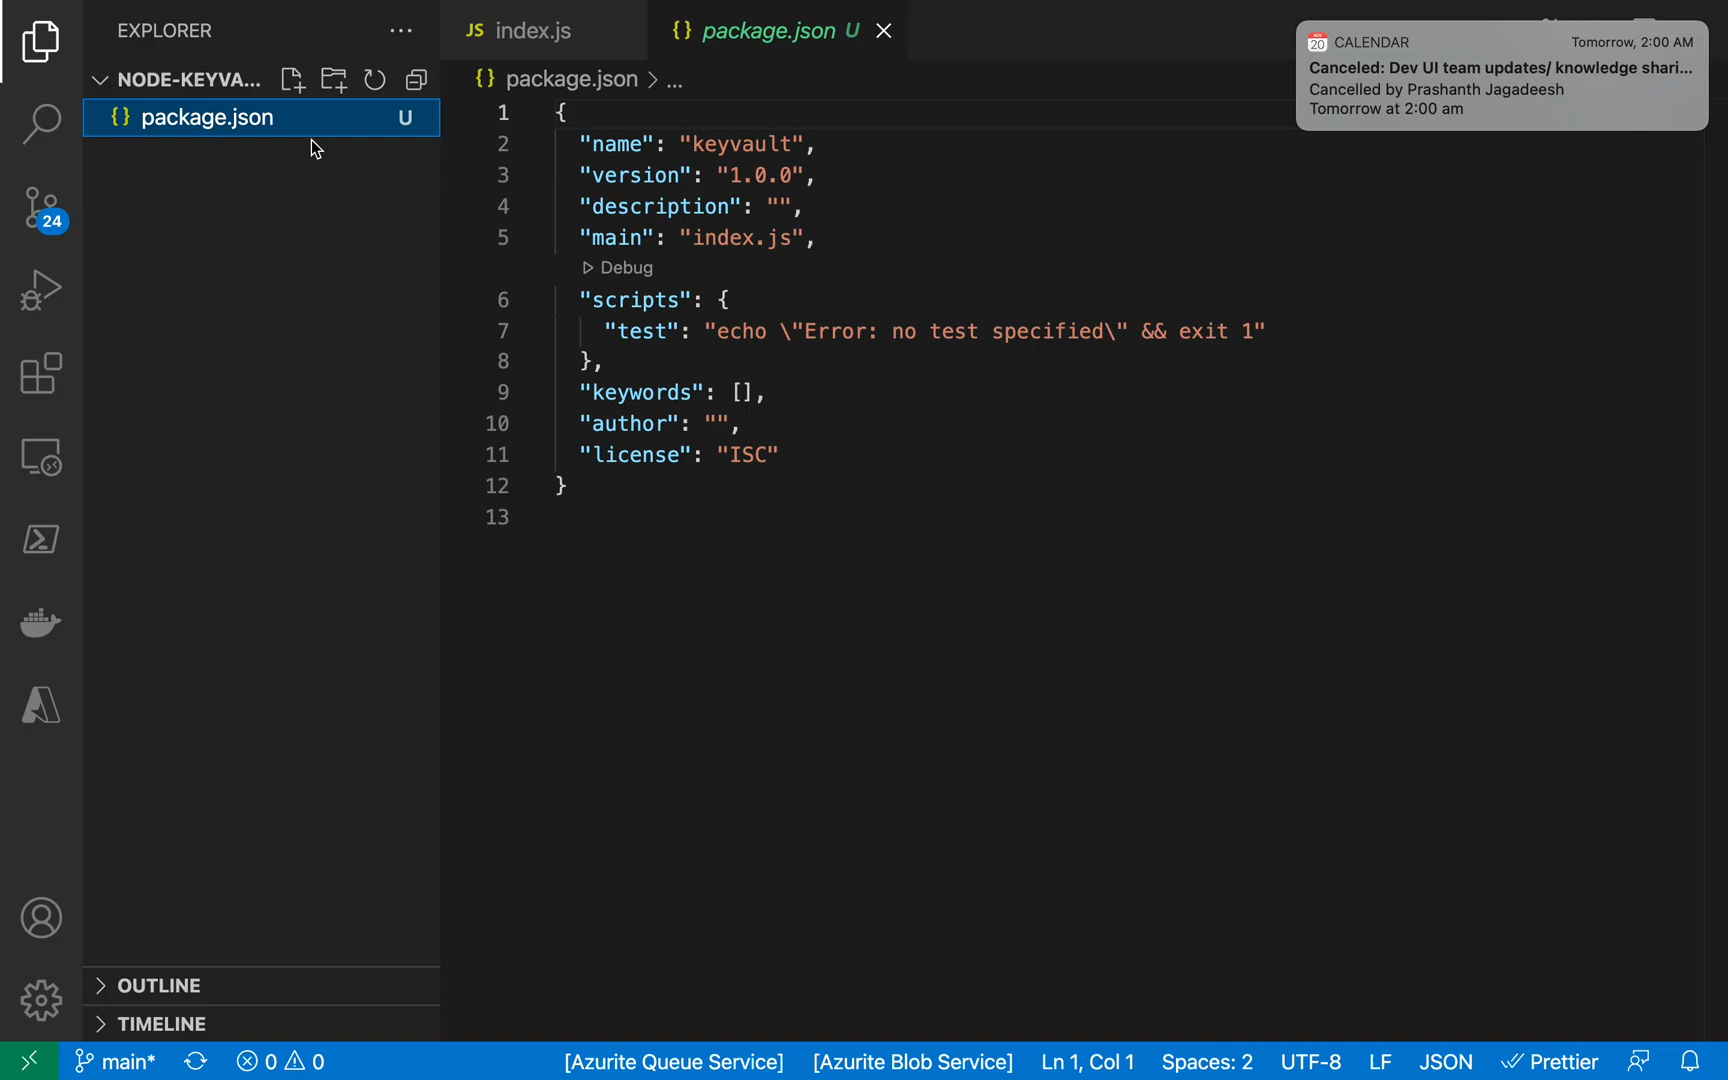 EXPLORER
NODE-KEYVA...
package.json U
24
OUTLINE
TIMELINE
JS index.js
{} package.json U
{} package.json > ...
1 {
2 "name": "keyvault",
3 "version": "1.0.0",
4 "description": "",
5 "main": "index.js",
Debug
6 "scripts": {
7 "test": "echo \"Error: no test specified\" && exit 1"
8 },
9 "keywords": [],
10 "author": "",
11 "license": "ISC"
12 }
13
NOV
20
CALENDAR Tomorrow, 2:00 AM
Canceled: Dev UI team updates/ knowledge shari...
Cancelled by Prashanth Jagadeesh
Tomorrow at 2:00 am
main* 0 0 [Azurite Queue Service] [Azurite Blob Service] Ln 1, Col 1 Spaces: 2 UTF-8 LF JSON Prettier